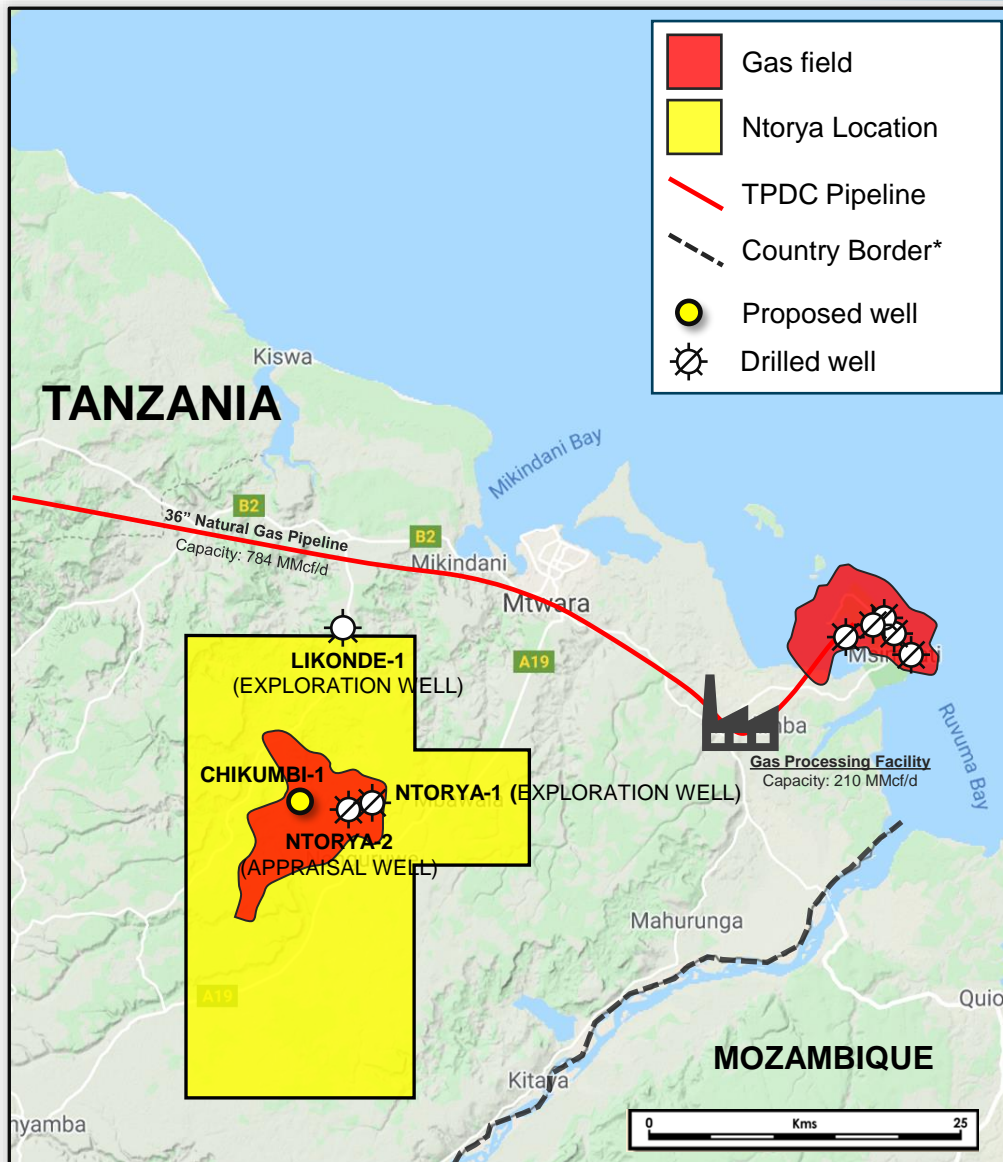 Gas field
Ntorya Location
TPDC Pipeline
Country Border*
Proposed well
Drilled well
Kiswa
TANZANIA
Mikindani Bay
B2
36” Natural Gas Pipeline
Capacity: 784 MMcf/d
B2
Mikindani
Mtwara
LIKONDE-1
(EXPLORATION WELL)
A19
Ruvuma Bay
Gas Processing Facility
Capacity: 210 MMcf/d
CHIKUMBI-1
NTORYA-1 (EXPLORATION WELL)
NTORYA-2
(APPRAISAL WELL)
Mahurunga
A19
Quio
MOZAMBIQUE
Kitaya
nyamba
0 Kms 25